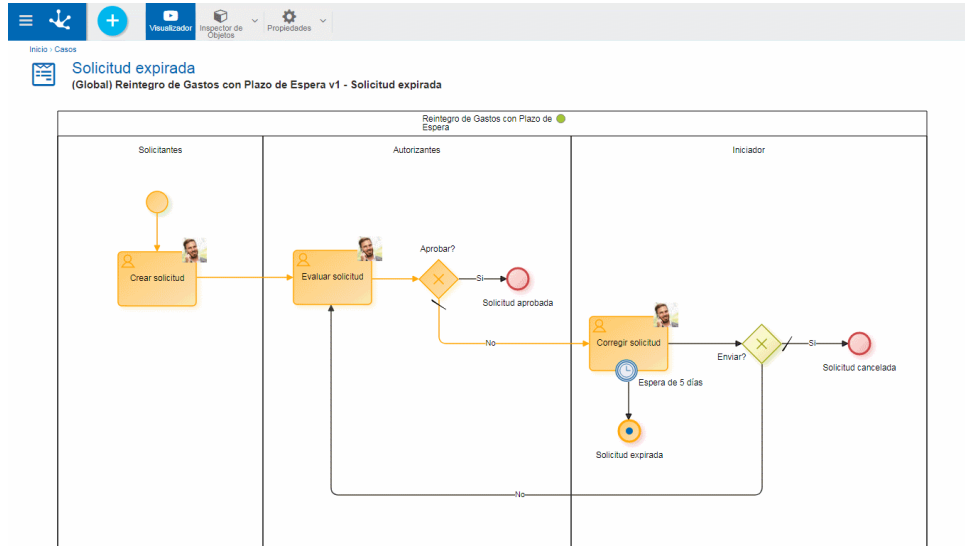 Visualizador
Inspector de
Objetos
Propiedades
Inicio › Casos
Solicitud expirada
(Global) Reintegro de Gastos con Plazo de Espera v1 - Solicitud expirada
Reintegro de Gastos con Plazo de
Espera
Solicitantes
Autorizantes
Iniciador
Crear solicitud
Evaluar solicitud
Aprobar?
Si
Solicitud aprobada
No
Corregir solicitud
Enviar?
Si
Solicitud cancelada
Espera de 5 días
Solicitud expirada
No